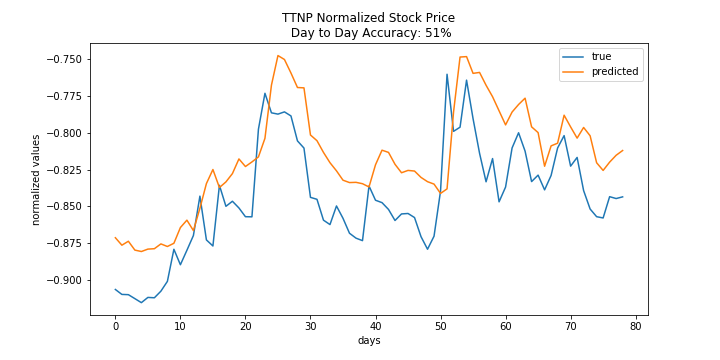 TTNP Normalized Stock Price
Day to Day Accuracy: 51%
true
predicted
normalized values
−0.750
−0.775
−0.800
−0.825
−0.850
−0.875
−0.900
0 10 20 30 40 50 60 70 80
days